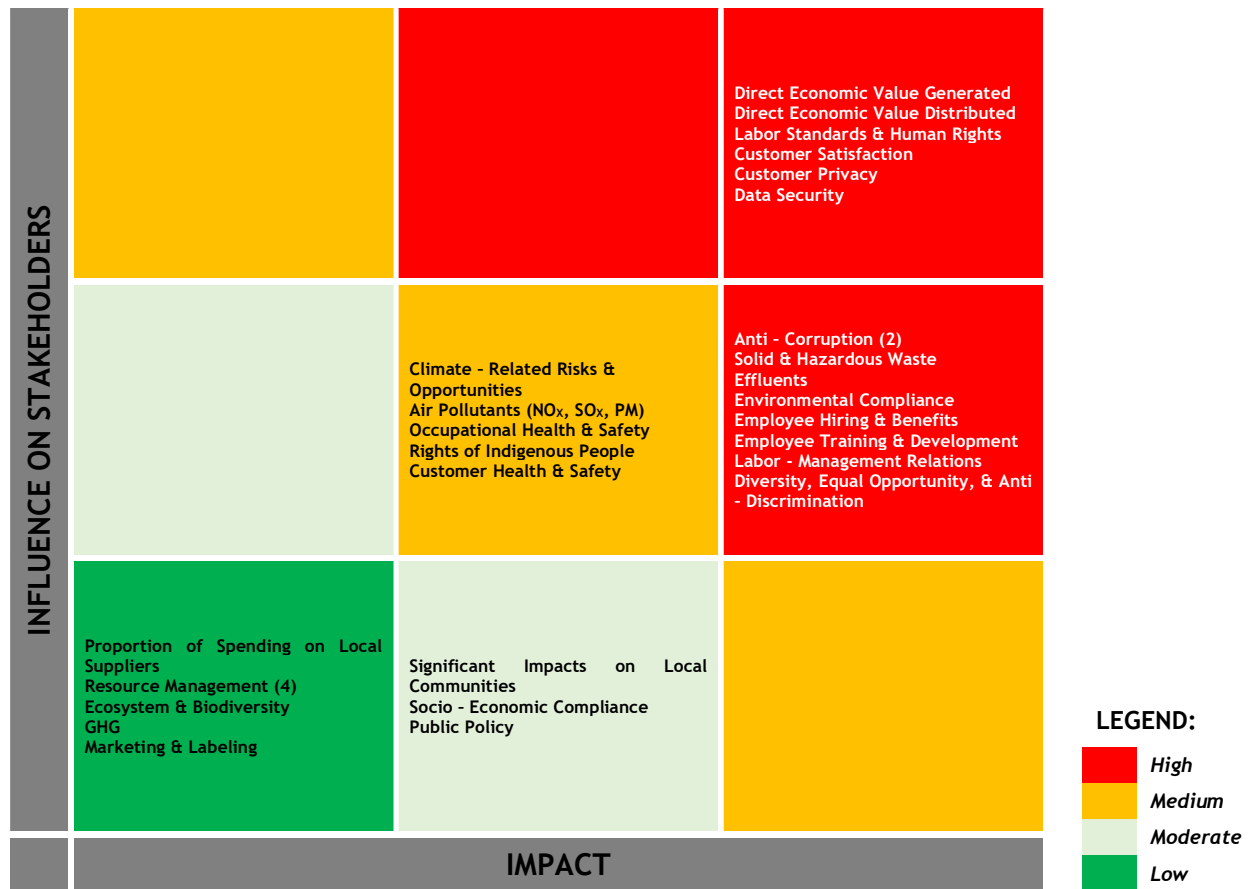 INFLUENCE ON STAKEHOLDERS
Direct Economic Value Generated
Direct Economic Value Distributed
Labor Standards & Human Rights
Customer Satisfaction
Customer Privacy
Data Security
Climate – Related Risks &
Opportunities
Air Pollutants (NOx, SOx, PM)
Occupational Health & Safety
Rights of Indigenous People
Customer Health & Safety
Anti – Corruption (2)
Solid & Hazardous Waste
Effluents
Environmental Compliance
Employee Hiring & Benefits
Employee Training & Development
Labor - Management Relations
Diversity, Equal Opportunity, & Anti
– Discrimination
Proportion of Spending on Local
Suppliers
Resource Management (4)
Ecosystem & Biodiversity
GHG
Marketing & Labeling
Significant Impacts on Local
Communities
Socio – Economic Compliance
Public Policy
IMPACT
LEGEND:
High
Medium
Moderate
Low